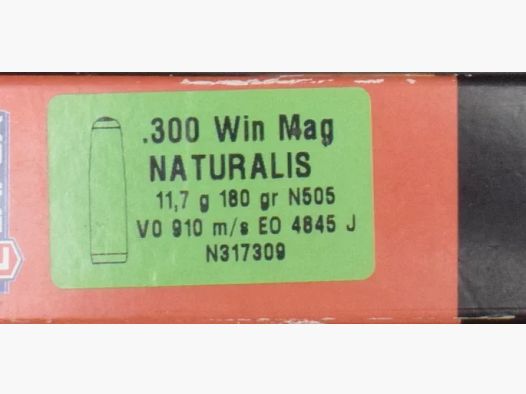 .300 Win Mag
NATURALIS
11,7 g 180 gr N505
V0 910 m/s E0 4845 J
N317309